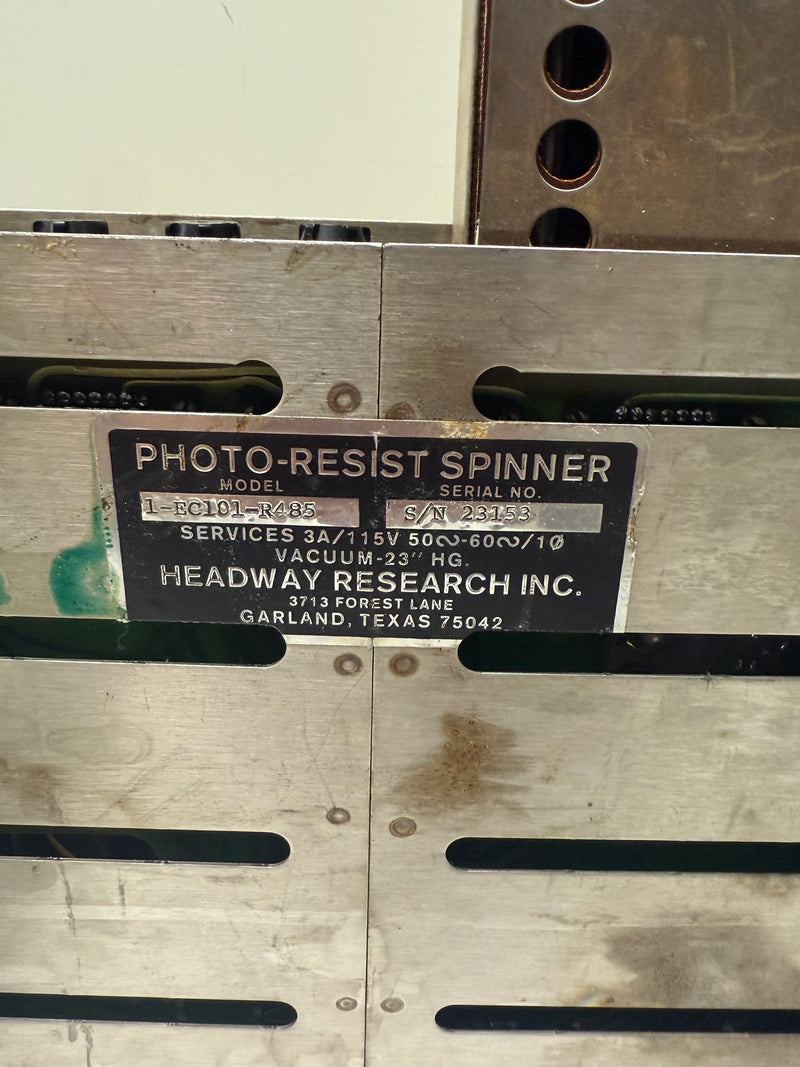 PHOTO-RESIST SPINNER
MODEL SERIAL NO.
1-EC101-R485 S/N 23153
SERVICES 3A/115V 50∿-60∿/1Ø
VACUUM-23" HG.
HEADWAY RESEARCH INC.
3713 FOREST LANE
GARLAND, TEXAS 75042